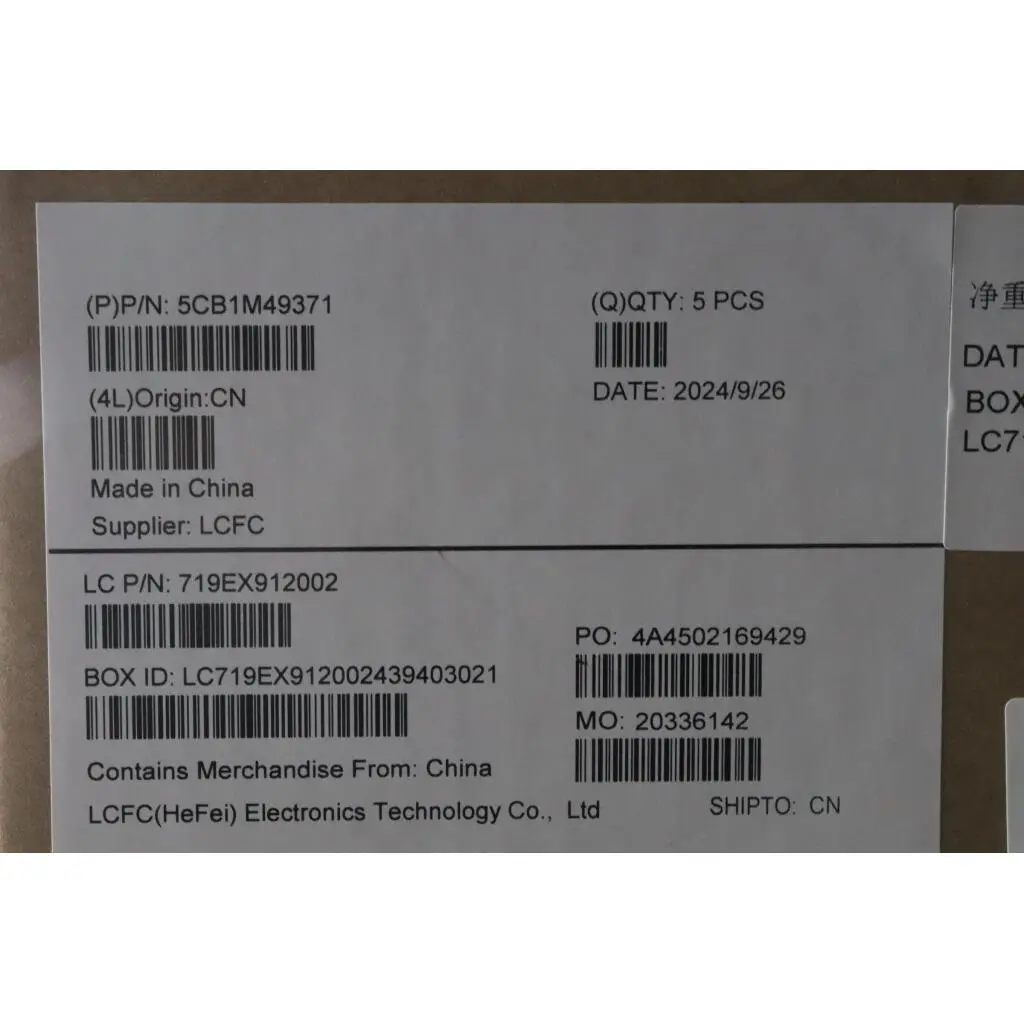 (P)P/N: 5CB1M49371
(Q)QTY: 5 PCS
(4L)Origin:CN
DATE: 2024/9/26
Made in China
Supplier: LCFC
LC P/N: 719EX912002
PO: 4A4502169429
BOX ID: LC719EX912002439403021
MO: 20336142
Contains Merchandise From: China
LCFC(HeFei) Electronics Technology Co., Ltd
SHIPTO: CN
净重
DAT
BOX
LC71